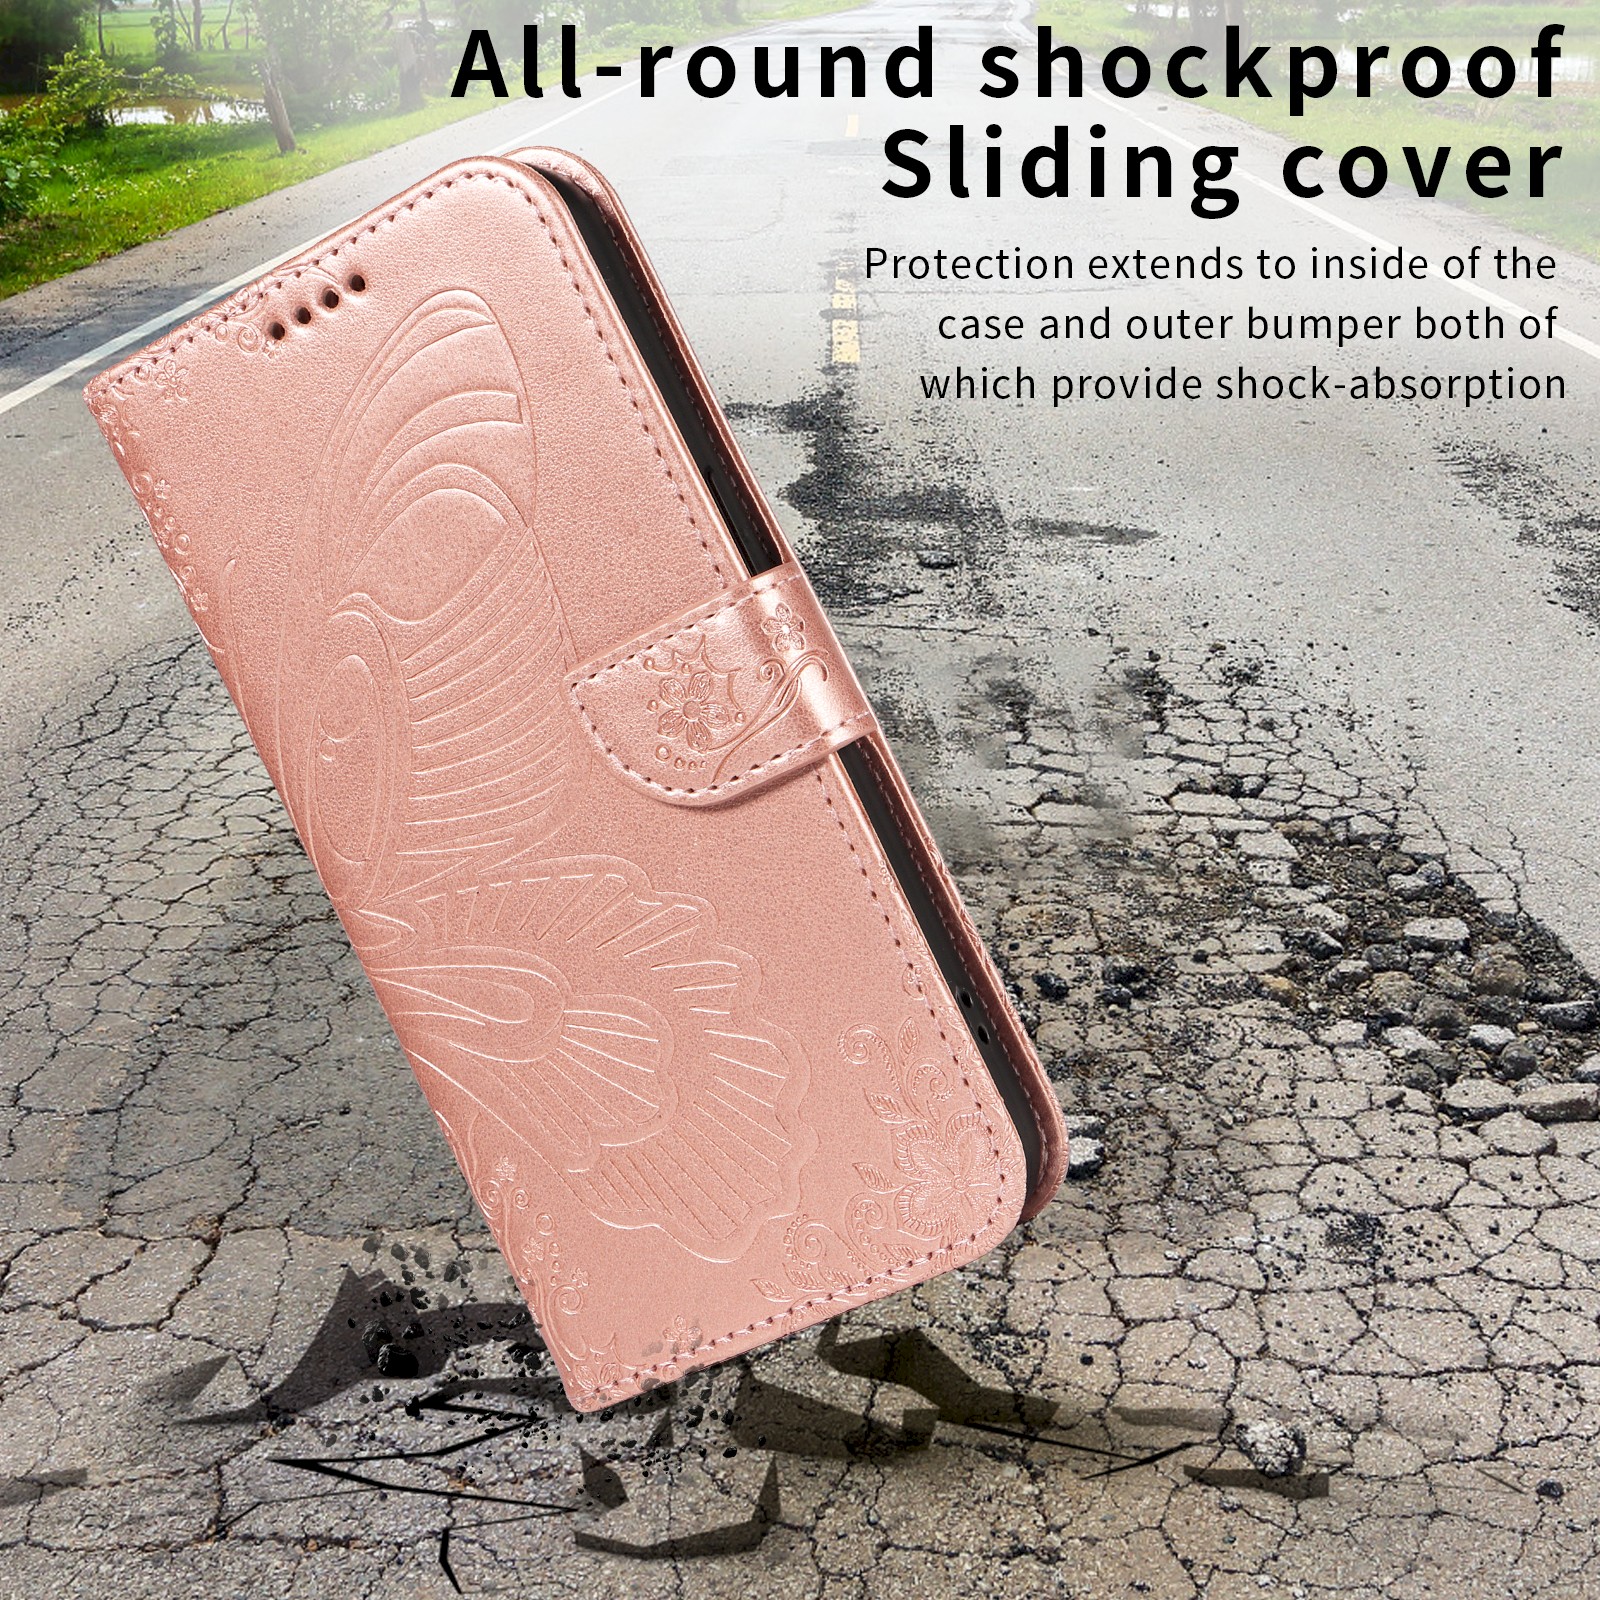 All-round shockproof
Sliding cover
Protection extends to inside of the
case and outer bumper both of
which provide shock-absorption